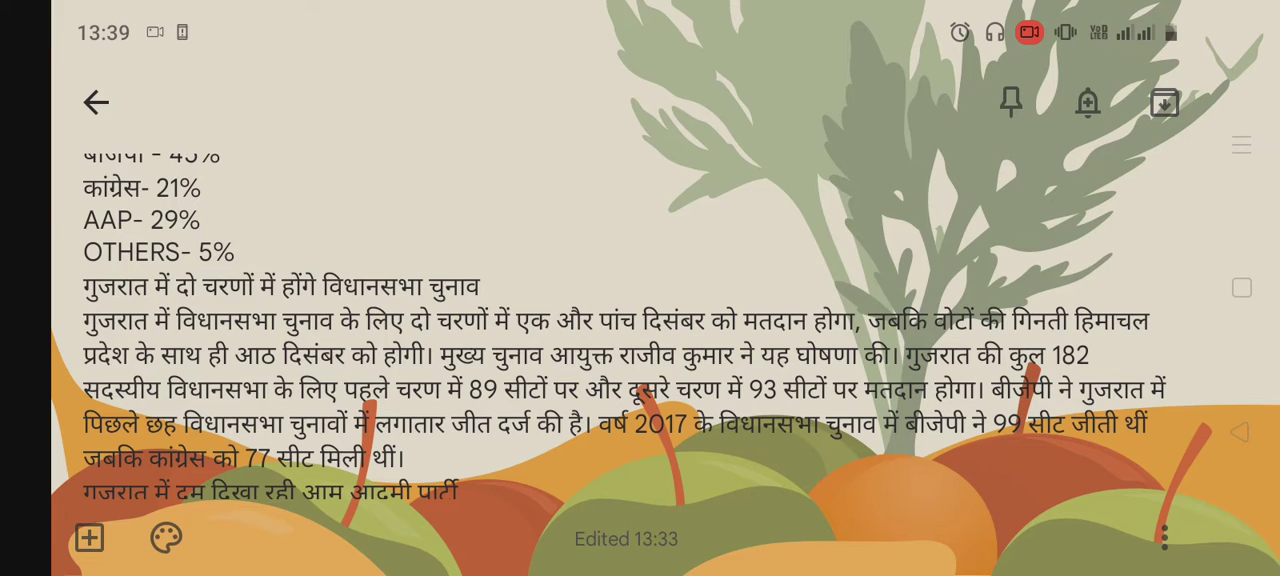 13:39
Vo LTE
बीजेपी - 45%
कांग्रेस- 21%
AAP- 29%
OTHERS- 5%
गुजरात में दो चरणों में होंगे विधानसभा चुनाव
गुजरात में विधानसभा चुनाव के लिए दो चरणों में एक और पांच दिसंबर को मतदान होगा, जबकि वोटों की गिनती हिमाचल
प्रदेश के साथ ही आठ दिसंबर को होगी। मुख्य चुनाव आयुक्त राजीव कुमार ने यह घोषणा की। गुजरात की कुल 182
सदस्यीय विधानसभा के लिए पहले चरण में 89 सीटों पर और दूसरे चरण में 93 सीटों पर मतदान होगा। बीजेपी ने गुजरात में
पिछले छह विधानसभा चुनावों में लगातार जीत दर्ज की है। वर्ष 2017 के विधानसभा चुनाव में बीजेपी ने 99 सीट जीती थीं
जबकि कांग्रेस को 77 सीट मिली थीं।
गुजरात में दम दिखा रही आम आदमी पार्टी
Edited 13:33